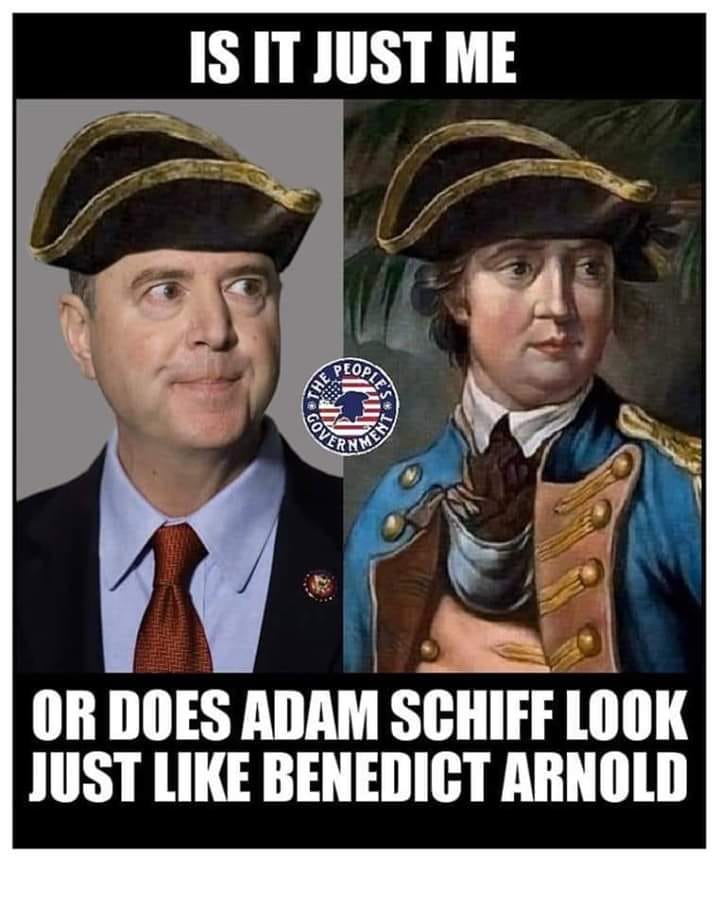 IS IT JUST ME
THE PEOPLE'S
GOVERNMENT
OR DOES ADAM SCHIFF LOOK
JUST LIKE BENEDICT ARNOLD